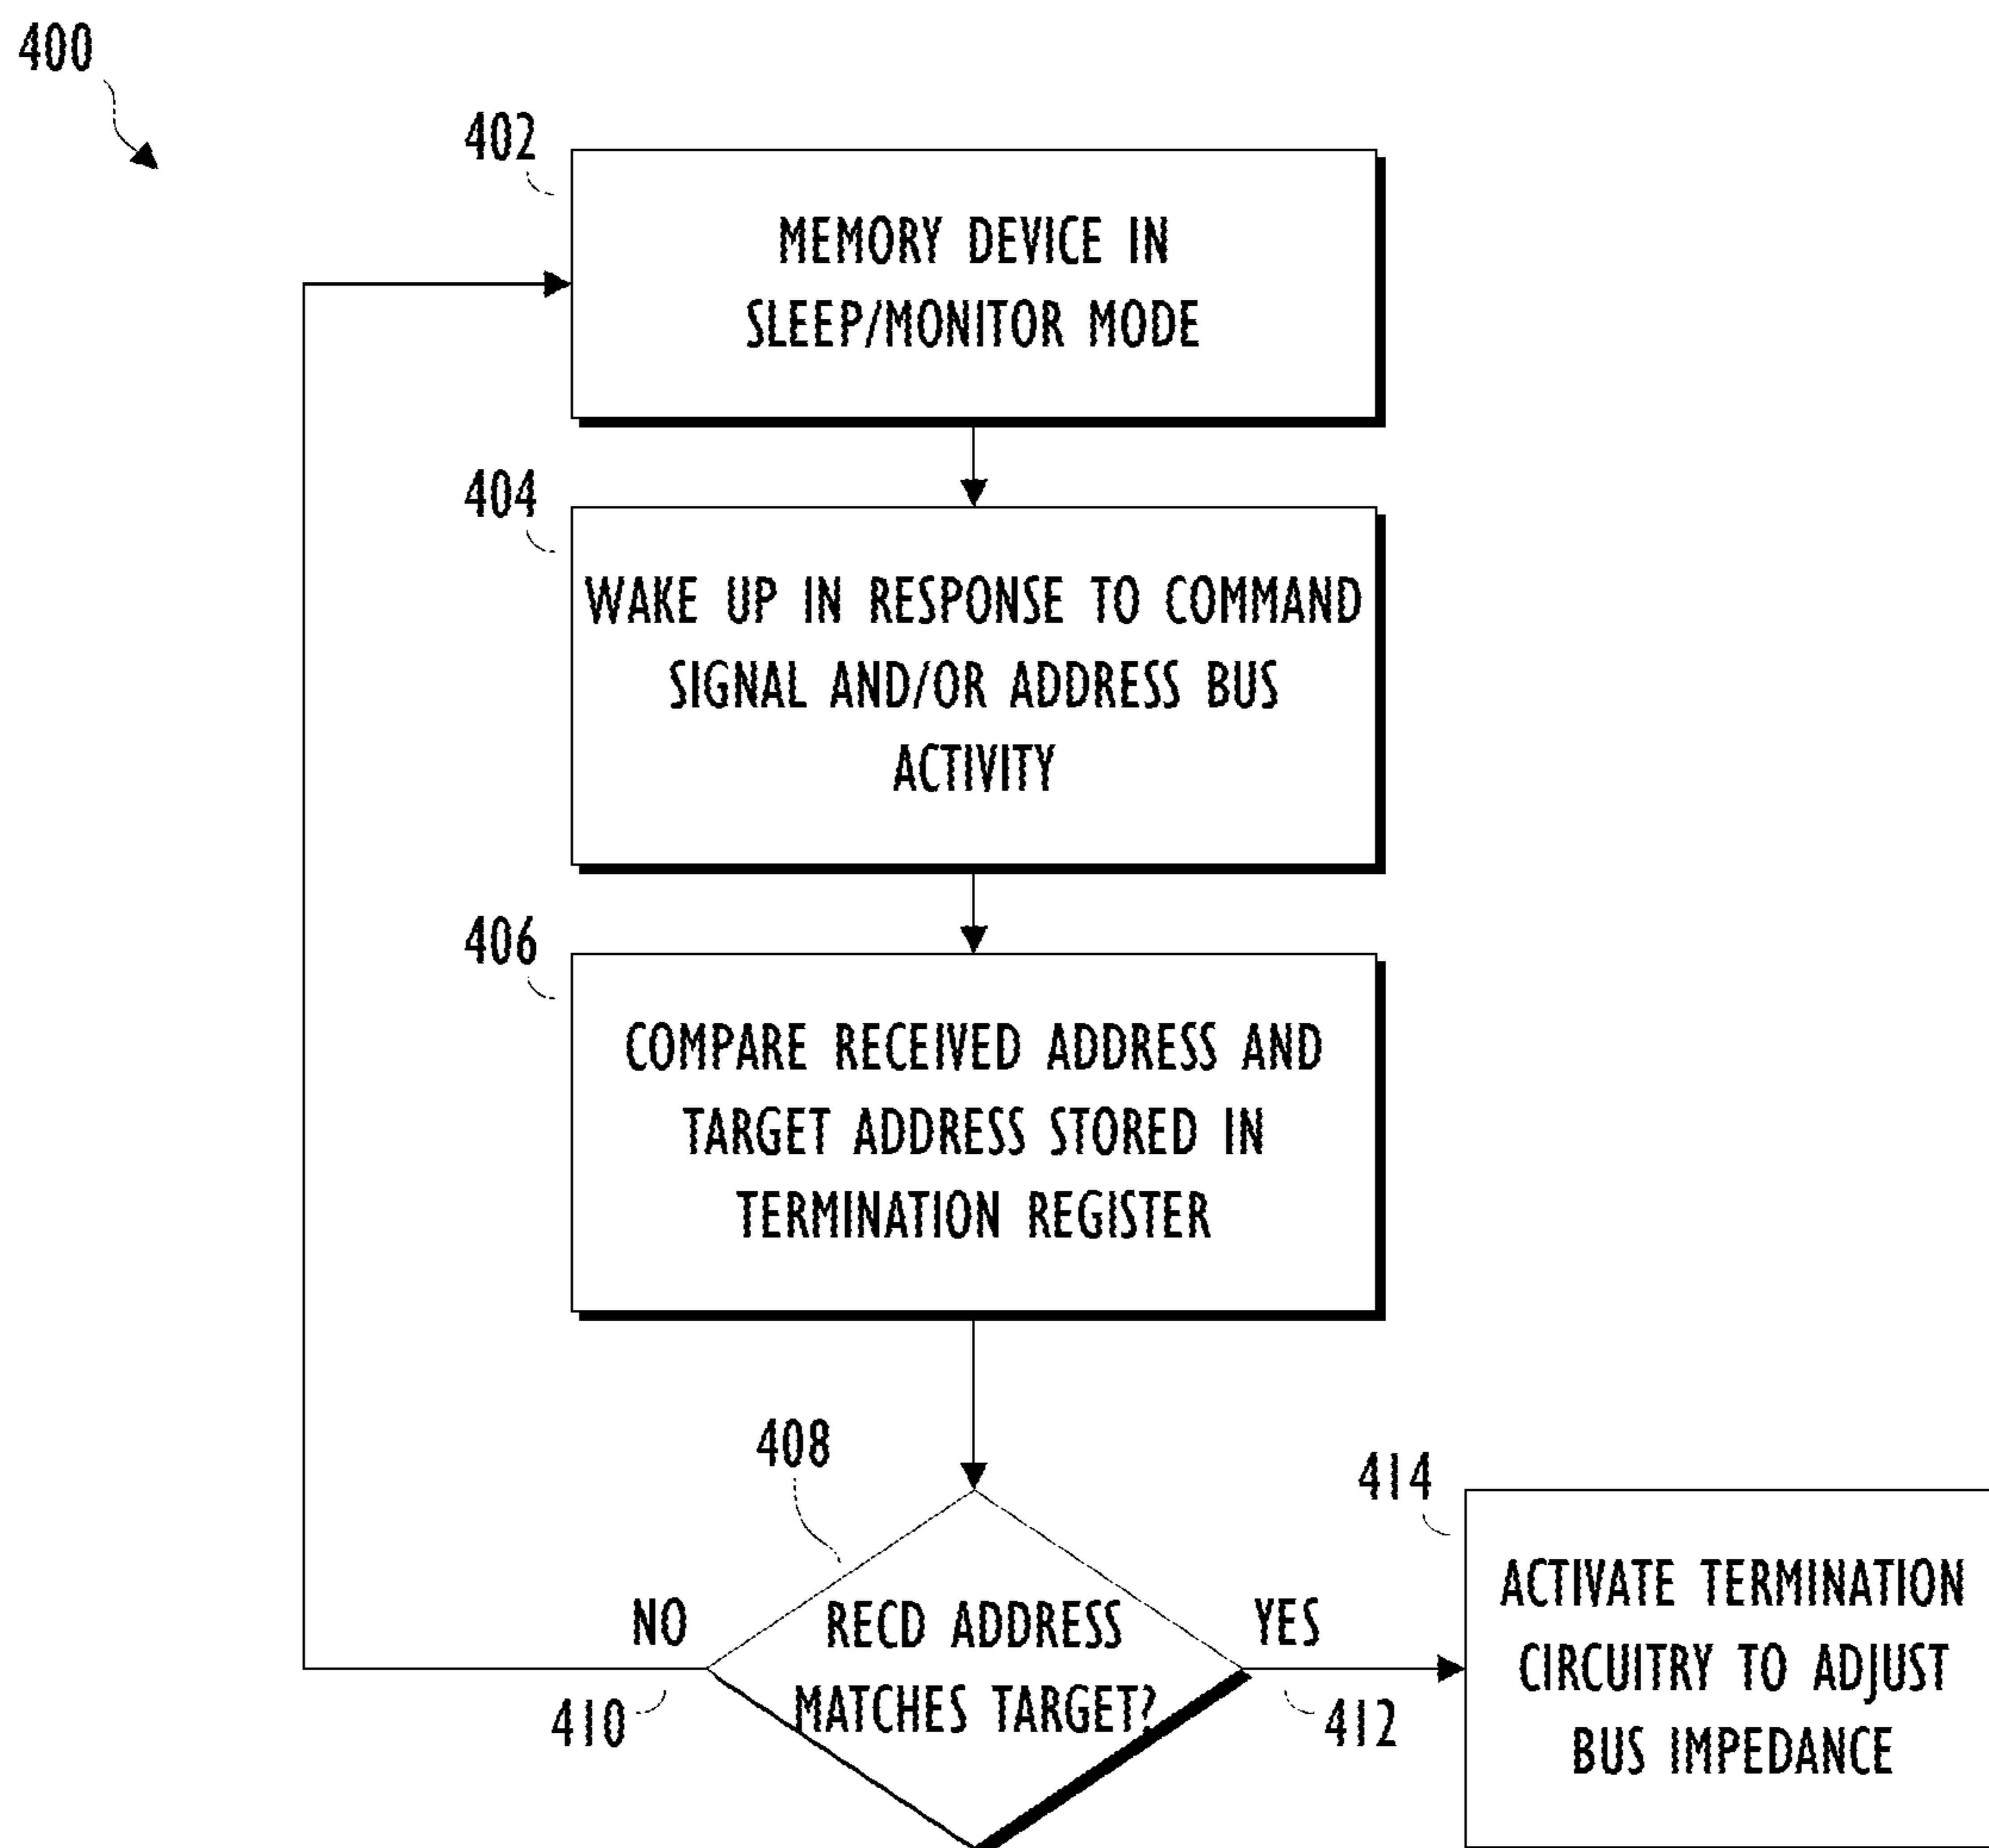 400
402
MEMORY DEVICE IN
SLEEP/MONITOR MODE
404
WAKE UP IN RESPONSE TO COMMAND
SIGNAL AND/OR ADDRESS BUS
ACTIVITY
406
COMPARE RECEIVED ADDRESS AND
TARGET ADDRESS STORED IN
TERMINATION REGISTER
408
RECD ADDRESS
MATCHES TARGET?
NO
410
YES
412
414
ACTIVATE TERMINATION
CIRCUITRY TO ADJUST
BUS IMPEDANCE